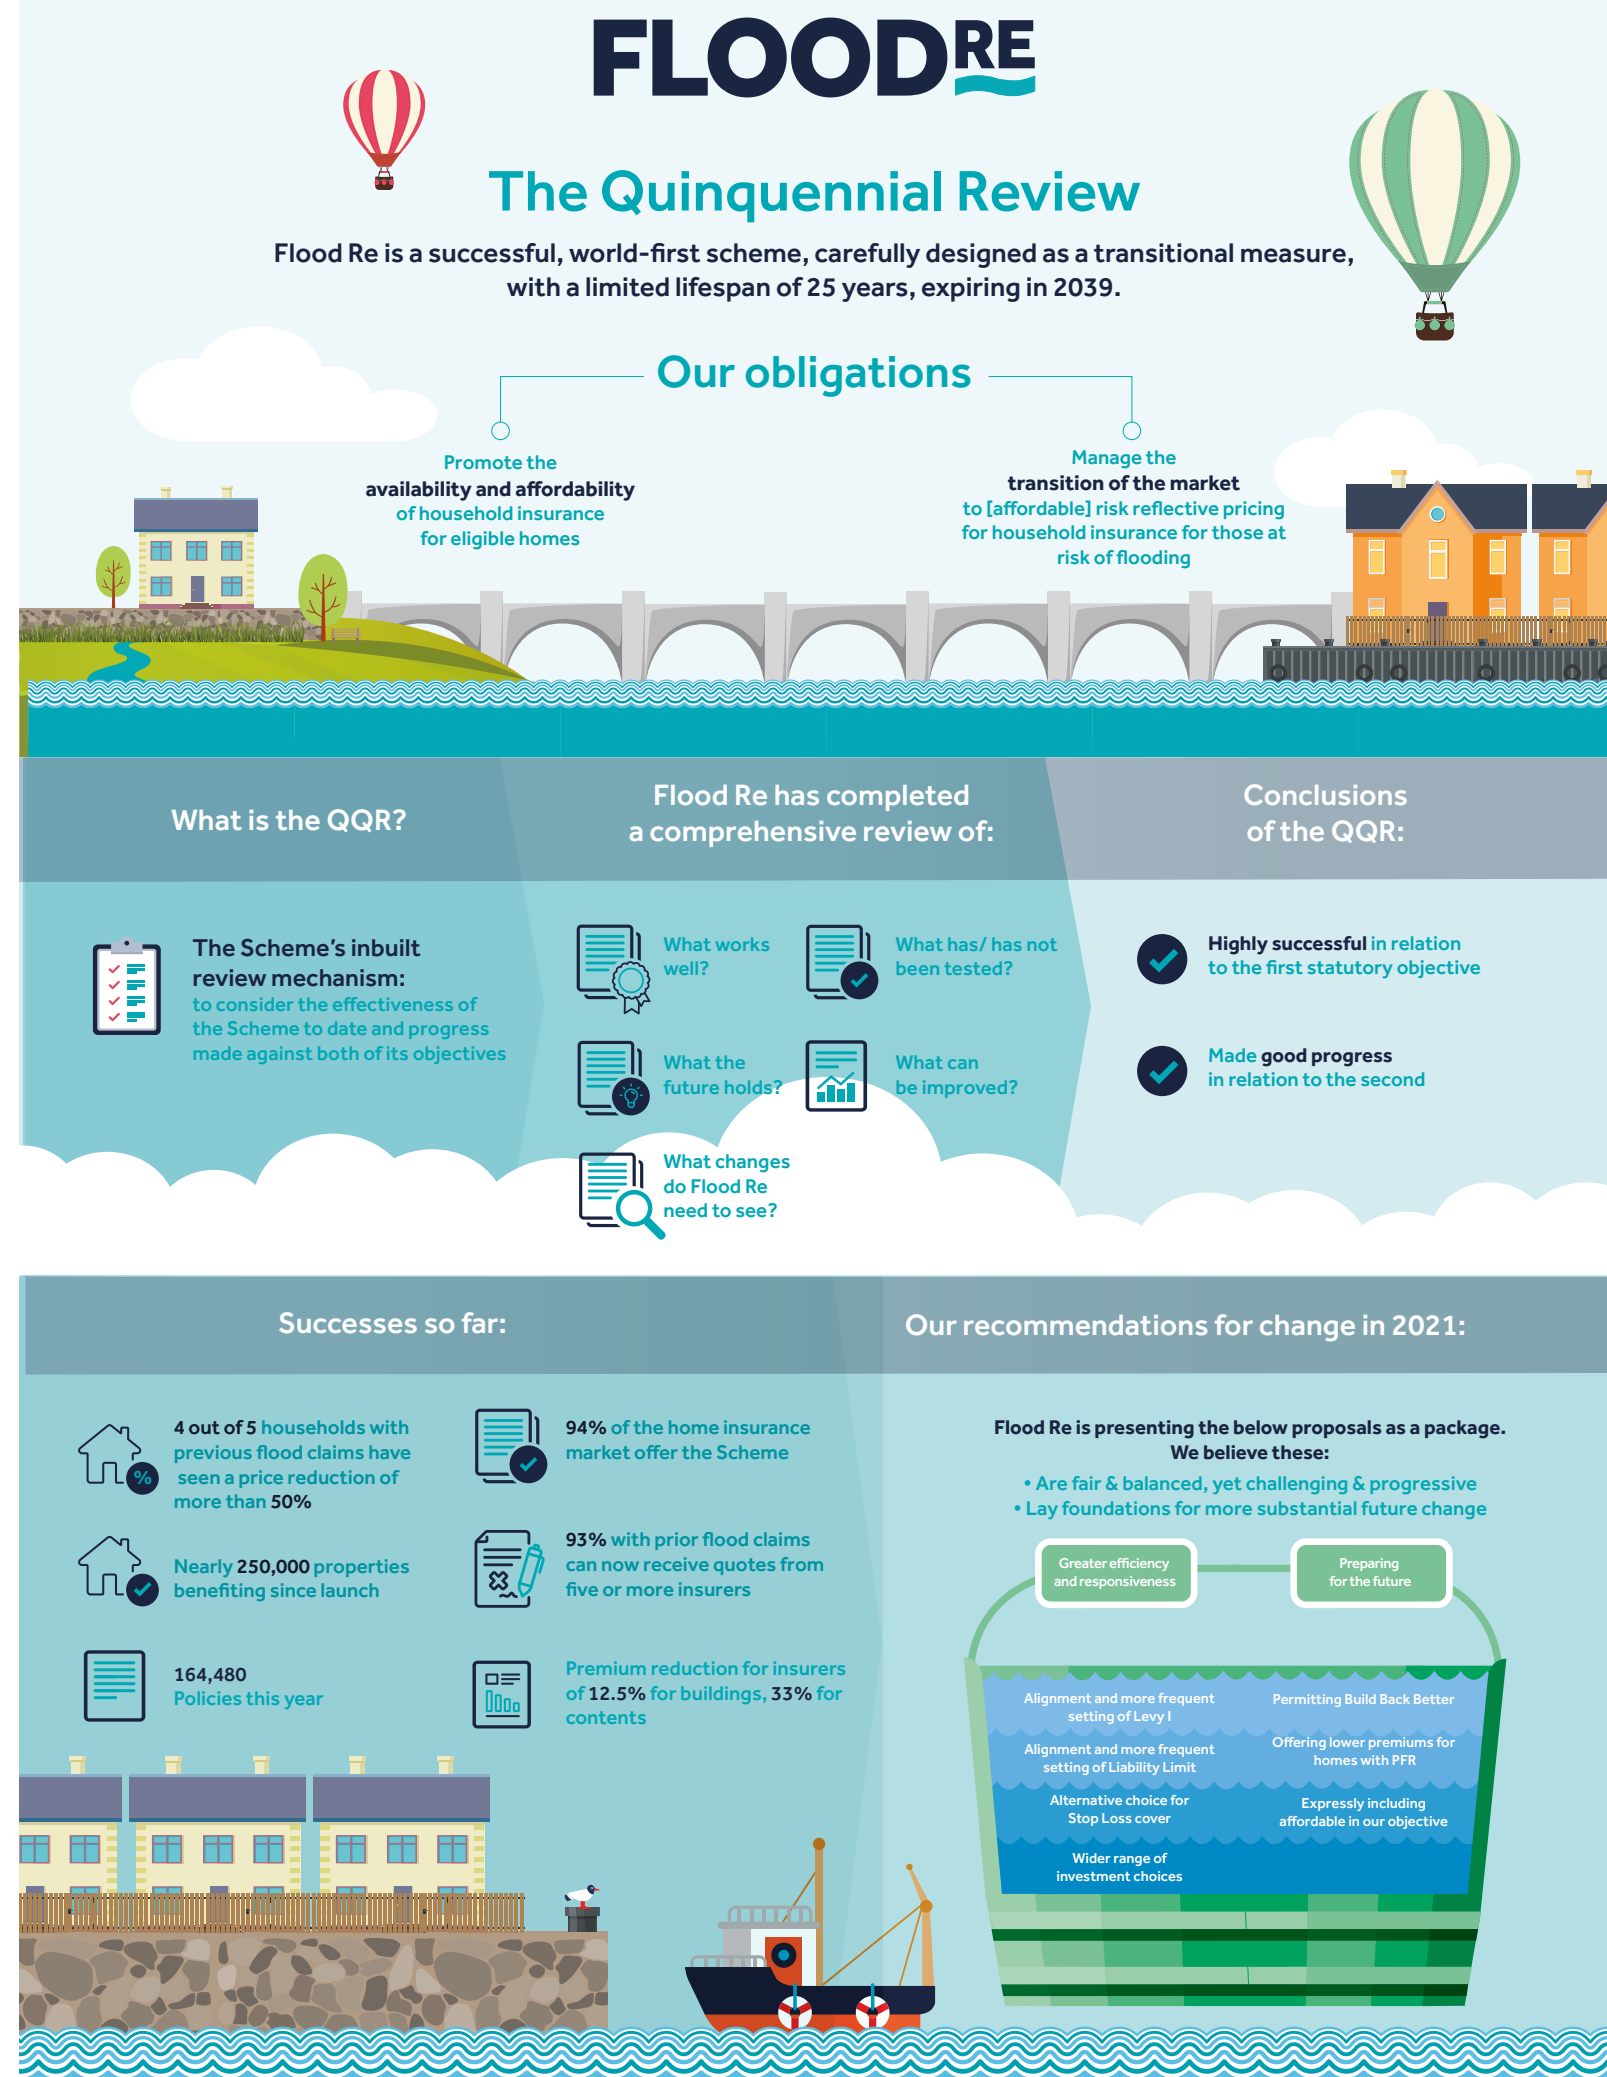 FLOOD RE
The Quinquennial Review
Flood Re is a successful, world-first scheme, carefully designed as a transitional measure,
with a limited lifespan of 25 years, expiring in 2039.
Our obligations
Promote the
availability and affordability
of household insurance
for eligible homes
Manage the
transition of the market
to [affordable] risk reflective pricing
for household insurance for those at
risk of flooding
What is the QQR?
The Scheme's inbuilt
review mechanism:
to consider the effectiveness of
the Scheme to date and progress
made against both of its objectives
Flood Re has completed
a comprehensive review of:
What works
well?
What has/ has not
been tested?
What the
future holds?
What can
be improved?
What changes
do Flood Re
need to see?
Conclusions
of the QQR:
Highly successful in relation
to the first statutory objective
Made good progress
in relation to the second
Successes so far:
%
4 out of 5 households with
previous flood claims have
seen a price reduction of
more than 50%
94% of the home insurance
market offer the Scheme
Nearly 250,000 properties
benefiting since launch
93% with prior flood claims
can now receive quotes from
five or more insurers
164,480
Policies this year
Premium reduction for insurers
of 12.5% for buildings, 33% for
contents
Our recommendations for change in 2021:
Flood Re is presenting the below proposals as a package.
We believe these:
• Are fair & balanced, yet challenging & progressive
• Lay foundations for more substantial future change
Greater efficiency
and responsiveness
Preparing
for the future
Alignment and more frequent
setting of Levy I
Alignment and more frequent
setting of Liability Limit
Alternative choice for
Stop Loss cover
Wider range of
investment choices
Permitting Build Back Better
Offering lower premiums for
homes with PFR
Expressly including
affordable in our objective